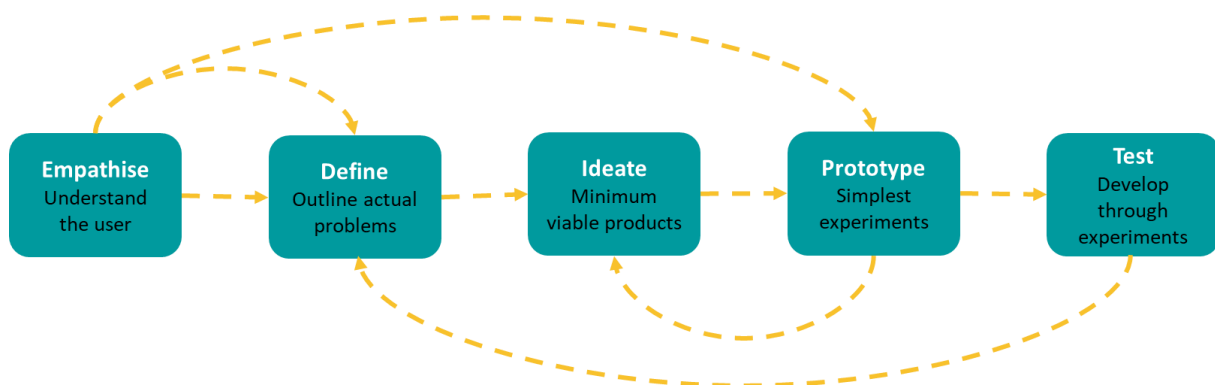 Empathise
Understand
the user
Define
Outline actual
problems
Ideate
Minimum
viable products
Prototype
Simplest
experiments
Test
Develop
through
experiments